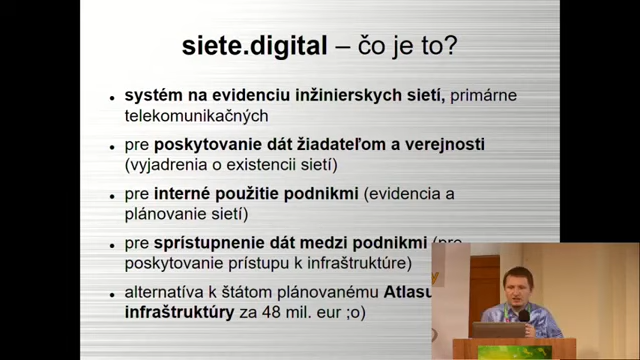 siete.digital – čo je to?
systém na evidenciu inžinierskych sietí, primárne
telekomunikačných
pre poskytovanie dát žiadateľom a verejnosti
(vyjadrenia o existencii sietí)
pre interné použitie podnikmi (evidencia a
plánovanie sietí)
pre sprístupnenie dát medzi podnikmi
poskytovanie prístupu k infraštruktúre)
alternatíva k štátom plánovanému Atlasu
infraštruktúry za 48 mil. eur ;o)